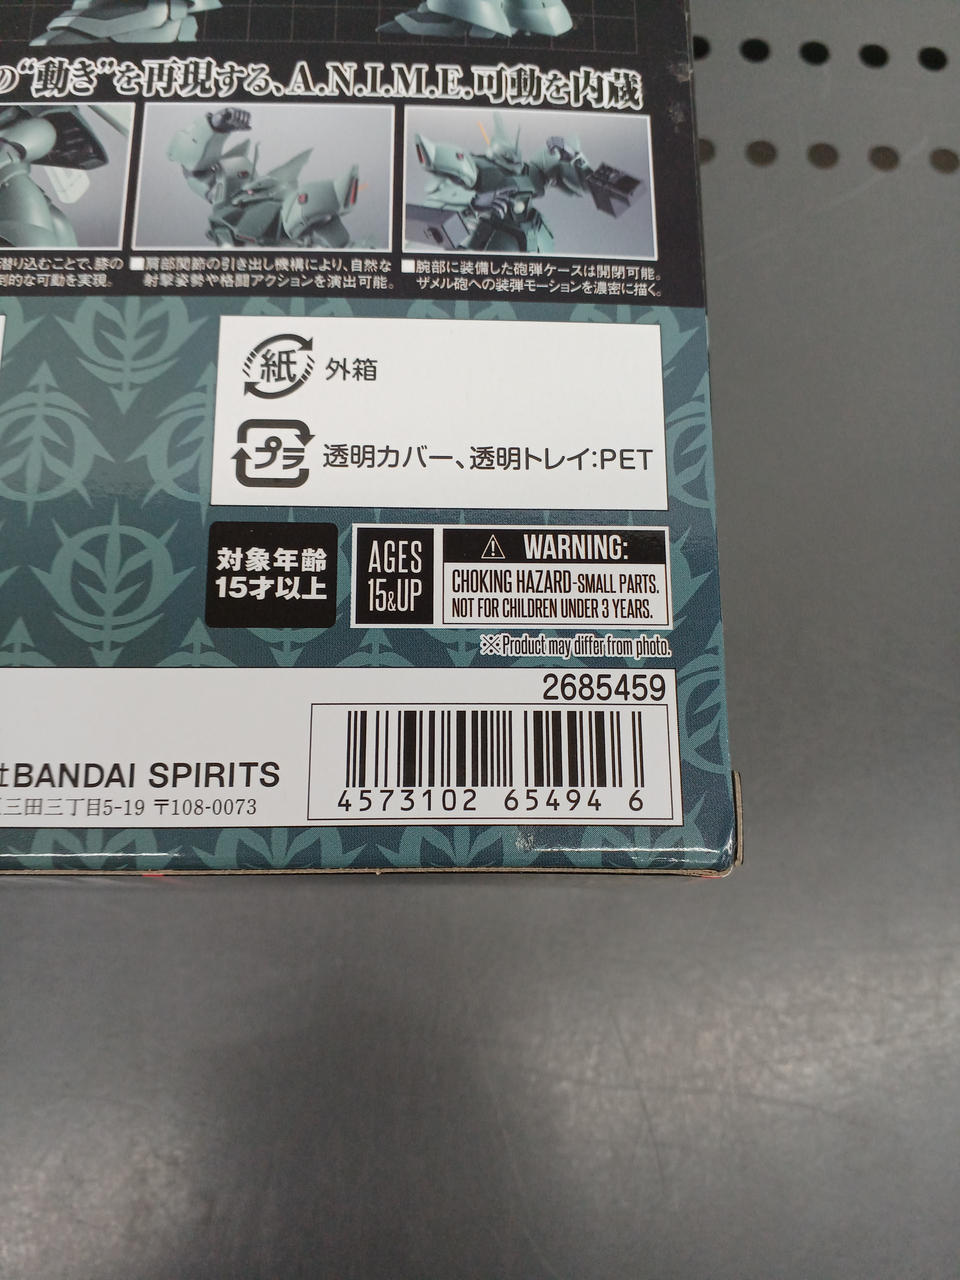 の“動き”を再現する、A.N.I.M.E.可動を内蔵
潜り込むことで、膝の
倒的な可動を実現。
■肩部関節の引き出し機構により、自然な
射撃姿勢や格闘アクションを演出可能。
■腕部に装備した砲弾ケースは開閉可能。
ザメル砲への装弾モーションを濃密に描く。
紙 外箱
プラ 透明カバー、透明トレイ:PET
対象年齢
15才以上
AGES
15&UP
WARNING:
CHOKING HAZARD-SMALL PARTS.
NOT FOR CHILDREN UNDER 3 YEARS.
※Product may differ from photo.
2685459
BANDAI SPIRITS
三田三丁目5-19 〒108-0073
4573102 65494 6